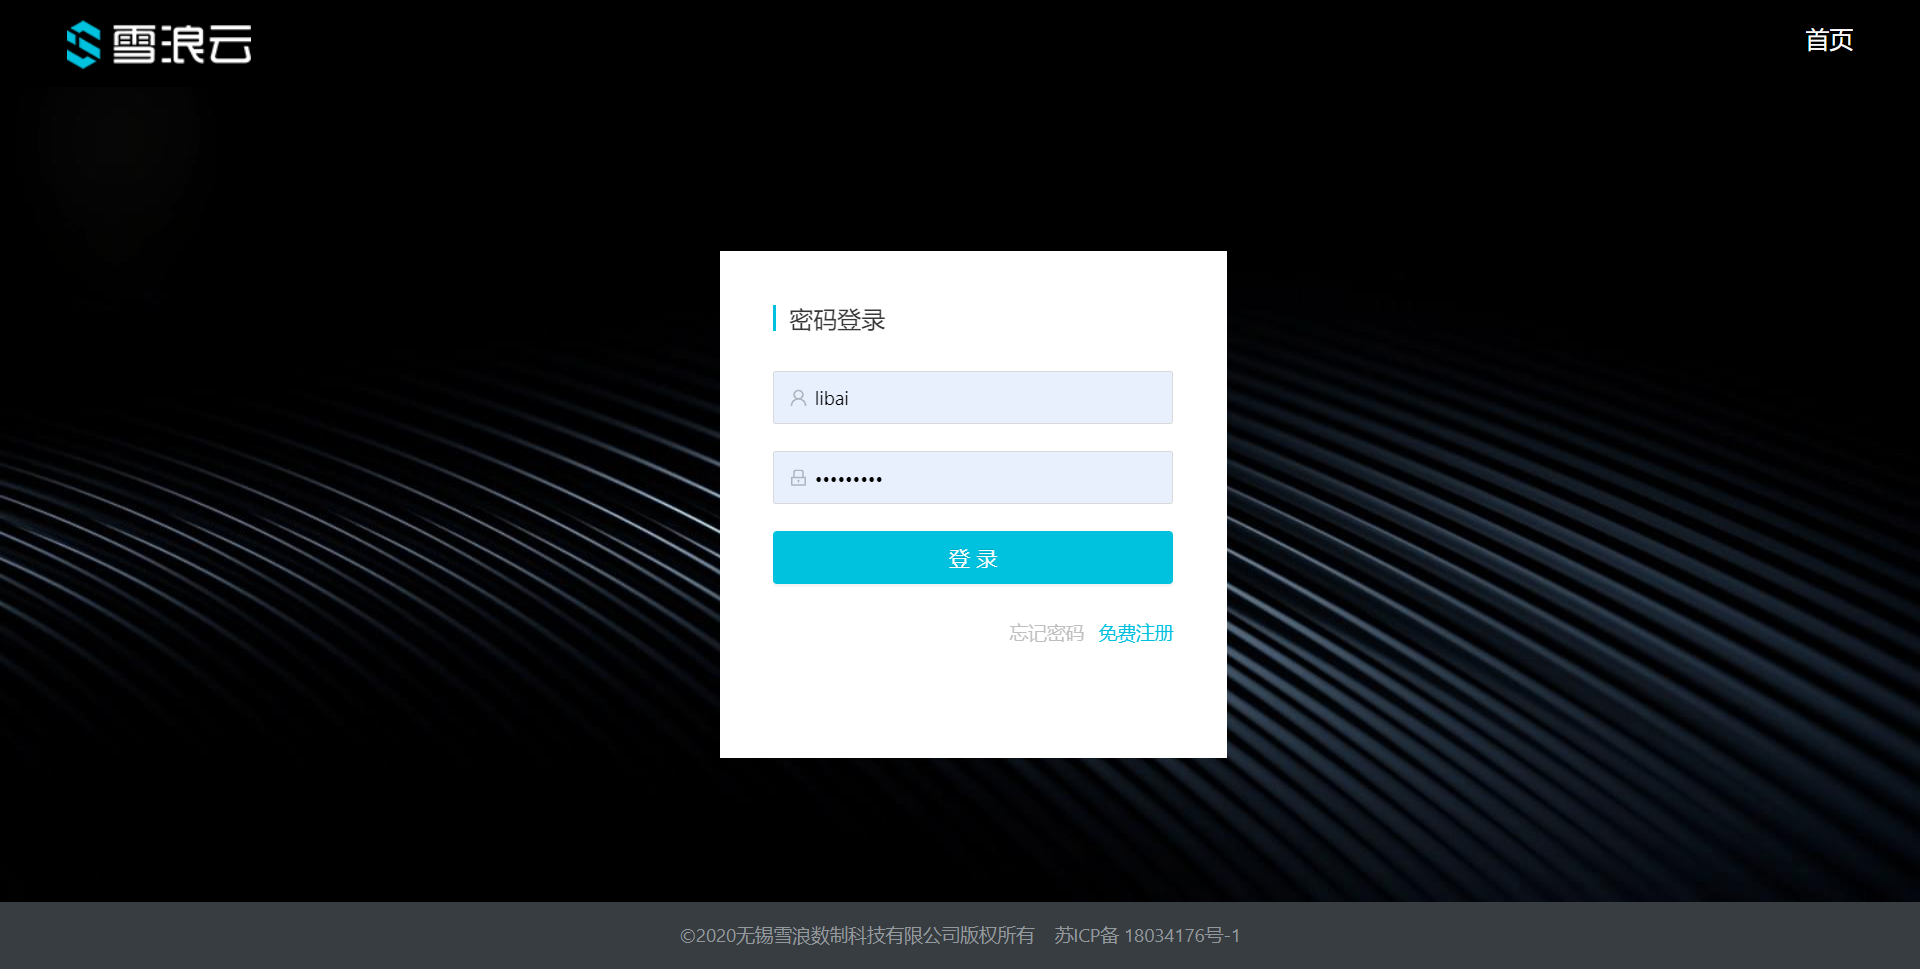 雪浪云
首页
密码登录
libai
•••••••••
登 录
忘记密码 免费注册
©2020无锡雪浪数制科技有限公司版权所有 苏ICP备 18034176号-1